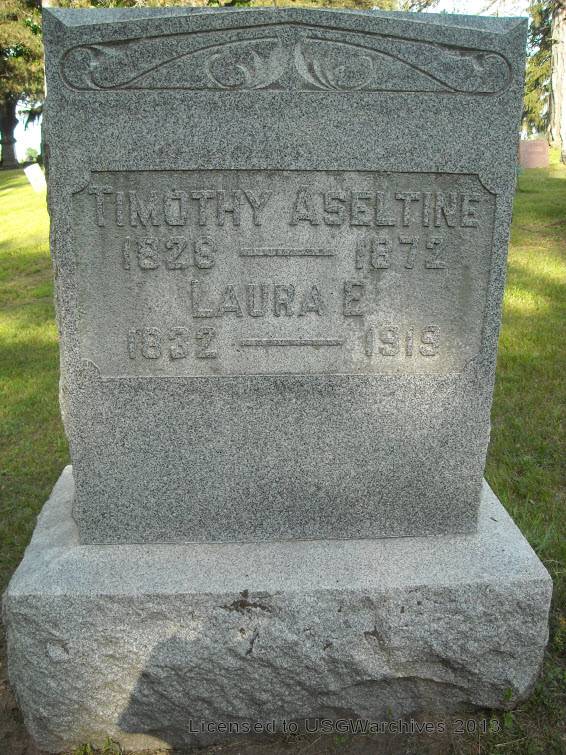 TIMOTHY ASELTINE
1828 — 1872
LAURA E
1832 — 1919
Licensed to USGWarchives 2013